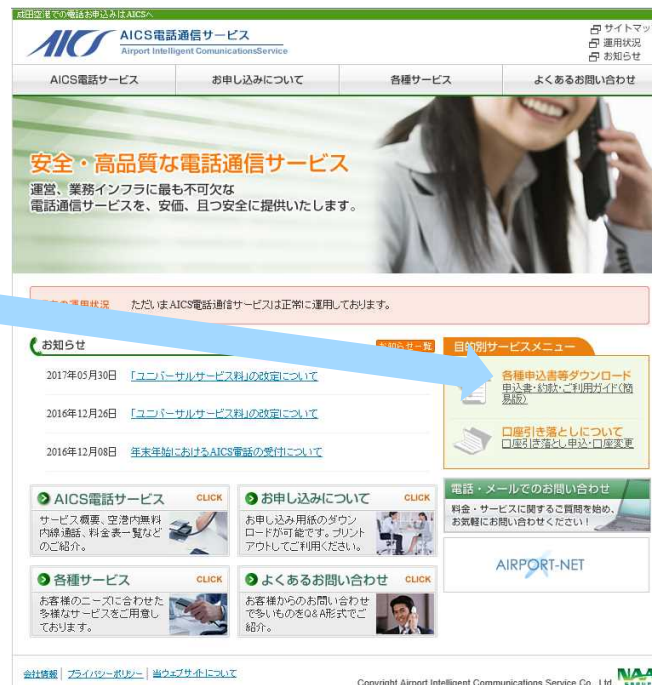 成田空港での電話お申込みはAICSへ
AICS
AICS電話通信サービス
Airport Intelligent ComunicationsService
サイトマッ
運用状況
お知らせ
AICS電話サービス
お申し込みについて
各種サービス
よくあるお問い合わせ
安全・高品質な電話通信サービス
運営、業務インフラに最も不可欠な
電話通信サービスを、安価、且つ安全に提供いたします。
運用状況 ただいまAICS電話通信サービスは正常に運用しております。
お知らせ
お知らせ一覧
2017年05月30日 「ユニバーサルサービス料」の改定について
2016年12月26日 「ユニバーサルサービス料」の改定について
2016年12月08日 年末年始におけるAICS電話の受付について
目的別サービスメニュー
各種申込書等ダウンロード
申込書・約款・ご利用ガイド(簡
易版)
口座引き落としについて
口座引き落とし申込・口座変更
AICS電話サービス CLICK
サービス概要、空港内無料
内線通話、料金表一覧など
のご紹介。
お申し込みについて CLICK
お申し込み用紙のダウン
ロードが可能です。プリント
アウトしてご利用ください。
電話・メールでのお問い合わせ
料金・サービスに関するご質問を始め、
お気軽にお問い合わせください!
各種サービス CLICK
お客様のニーズに合わせた
多様なサービスをご用意し
ております。
よくあるお問い合わせ CLICK
お客様からのお問い合わせ
で多いものをQ&A形式でご
紹介。
AIRPORT-NET
会社情報 | プライバシーポリシー | 当ウェブサイトについて
Copyright Airport Intelligent Communications Service Co., Ltd.
NAA